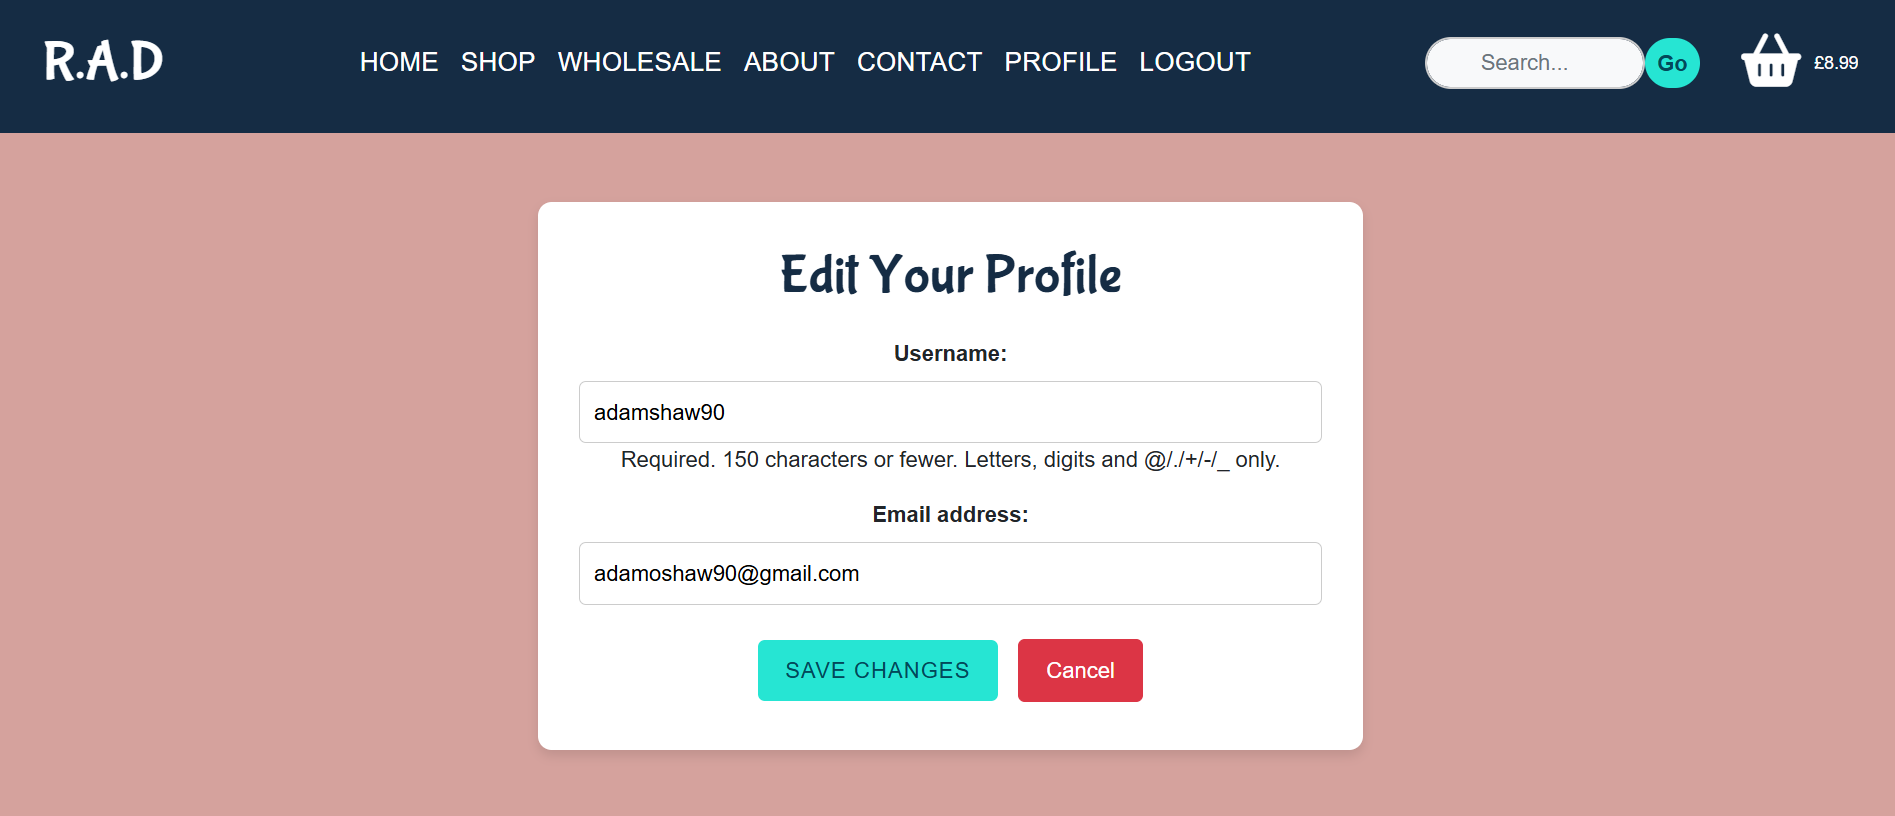 R.A.D
HOME SHOP WHOLESALE ABOUT CONTACT PROFILE LOGOUT
Search... Go
£8.99
Edit Your Profile
Username:
adamshaw90
Required. 150 characters or fewer. Letters, digits and @/./+/-/_ only.
Email address:
adamoshaw90@gmail.com
SAVE CHANGES Cancel